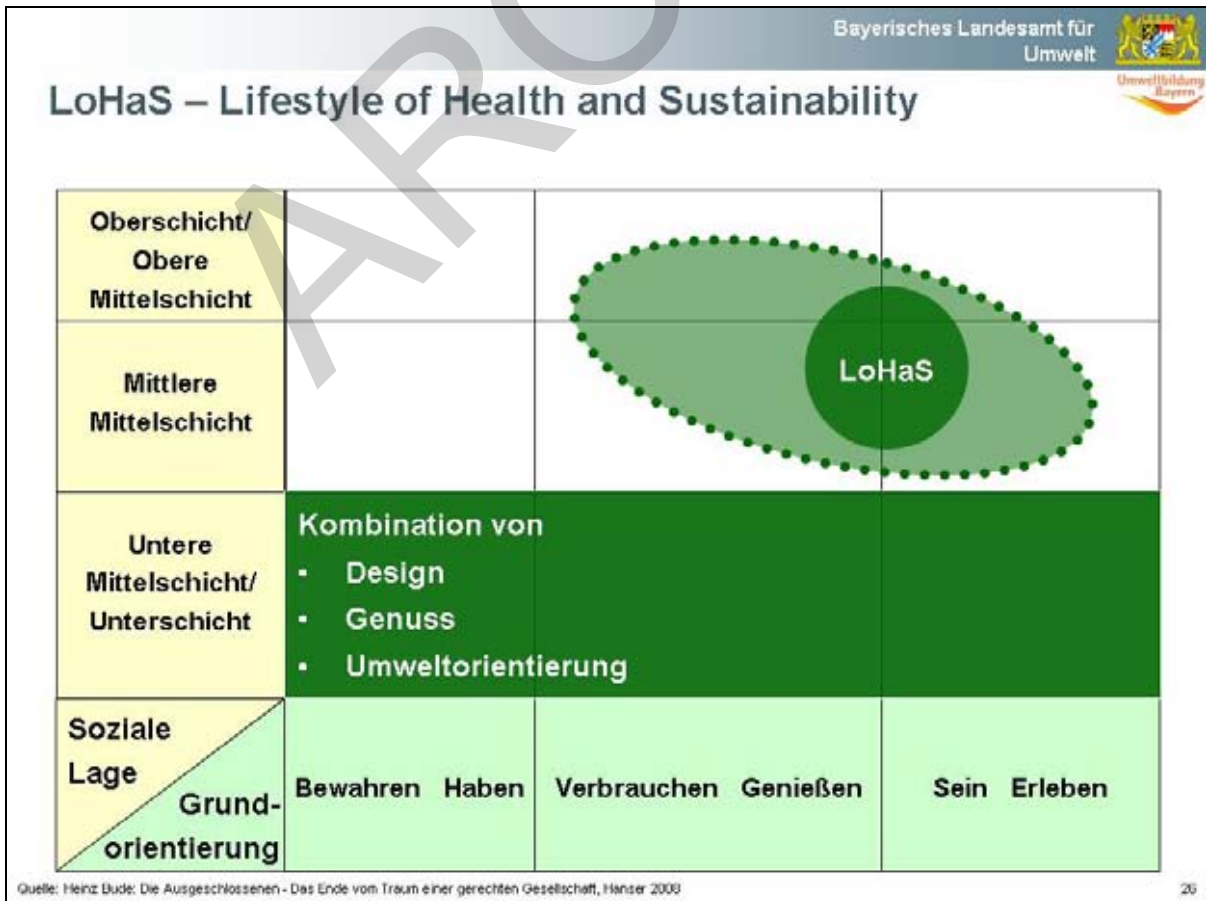 Bayerisches Landesamt für
Umwelt
Umweltbildung
Bayern
LoHaS – Lifestyle of Health and Sustainability
ARC
Oberschicht/
Obere
Mittelschicht
Mittlere
Mittelschicht
LoHaS
Untere
Mittelschicht/
Unterschicht
Kombination von
▪ Design
▪ Genuss
▪ Umweltorientierung
Soziale
Lage
Grund-
orientierung
Bewahren Haben
Verbrauchen Genießen
Sein Erleben
Quelle: Heinz Bude: Die Ausgeschlossenen - Das Ende vom Traum einer gerechten Gesellschaft, Hanser 2008
26